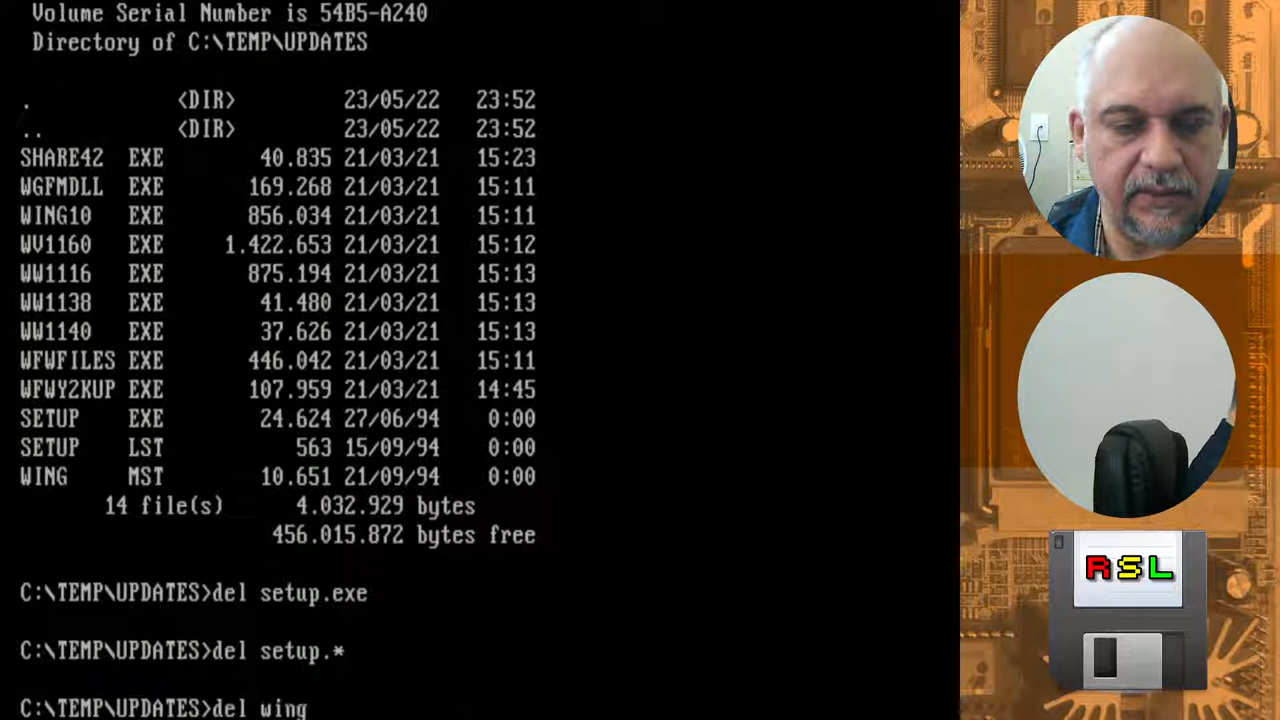 Volume Serial Number is 54B5-A240
Directory of C:\TEMP\UPDATES
. <DIR> 23/05/22 23:52
.. <DIR> 23/05/22 23:52
SHARE42 EXE 40.835 21/03/21 15:23
WGFMDLL EXE 169.268 21/03/21 15:11
WING10 EXE 856.034 21/03/21 15:11
WV1160 EXE 1.422.653 21/03/21 15:12
WW1116 EXE 875.194 21/03/21 15:13
WW1138 EXE 41.480 21/03/21 15:13
WW1140 EXE 37.626 21/03/21 15:13
WFWFILES EXE 446.042 21/03/21 15:11
WFWY2KUP EXE 107.959 21/03/21 14:45
SETUP EXE 24.624 27/06/94 0:00
SETUP LST 563 15/09/94 0:00
WING MST 10.651 21/09/94 0:00
14 file(s) 4.032.929 bytes
456.015.872 bytes free
C:\TEMP\UPDATES>del setup.exe
C:\TEMP\UPDATES>del setup.*
C:\TEMP\UPDATES>del wing
RSL